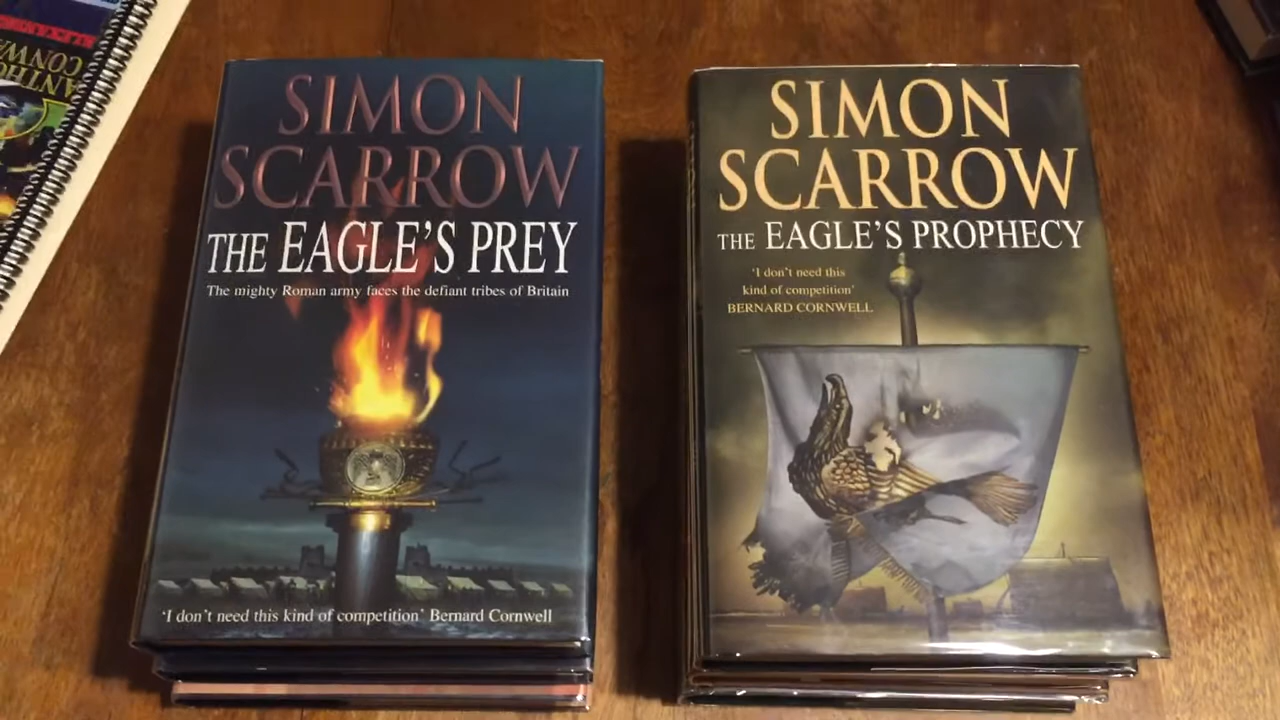 SIMON
SCARROW
THE EAGLE'S PREY
The mighty Roman army faces the defiant tribes of Britain
'I don't need this kind of competition' Bernard Cornwell
SIMON
SCARROW
THE EAGLE'S PROPHECY
'I don't need this
kind of competition'
BERNARD CORNWELL